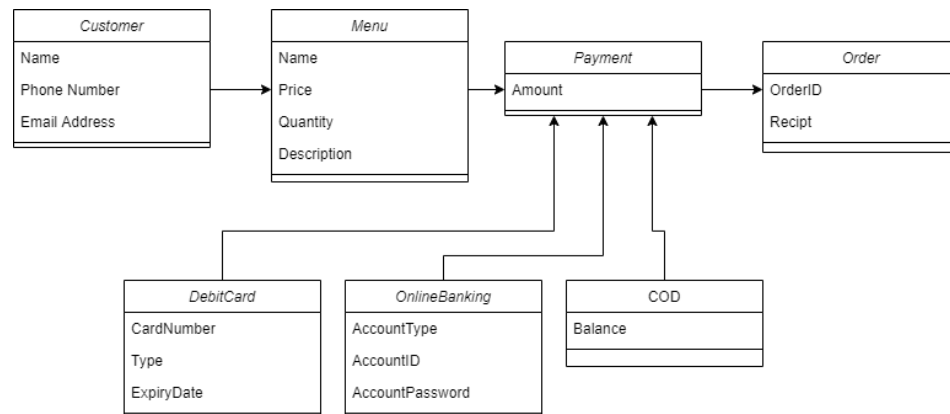 Customer
Name
Phone Number
Email Address
Menu
Name
Price
Quantity
Description
Payment
Amount
Order
OrderID
Recipt
DebitCard
CardNumber
Type
ExpiryDate
OnlineBanking
AccountType
AccountID
AccountPassword
COD
Balance